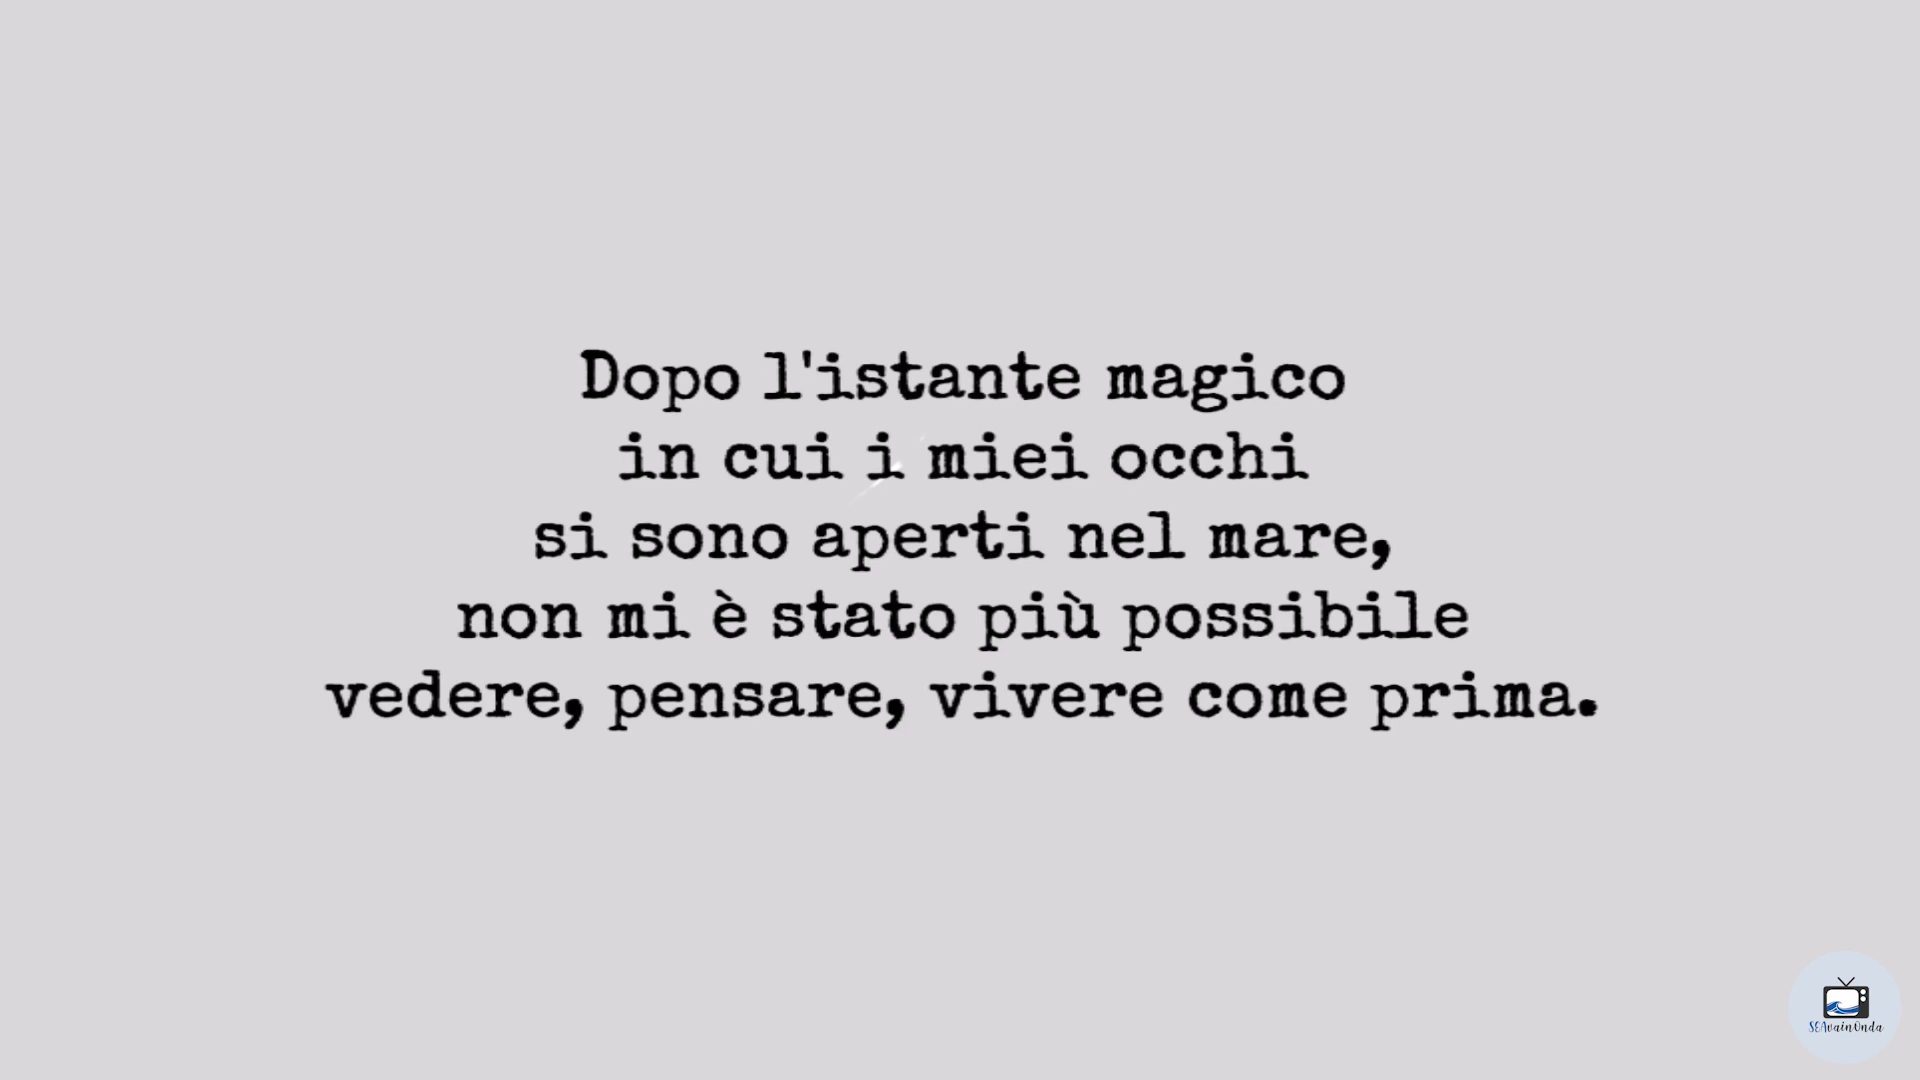 Dopo l'istante magico
in cui i miei occhi
si sono aperti nel mare,
non mi è stato più possibile
vedere, pensare, vivere come prima.
SEAvainOnda